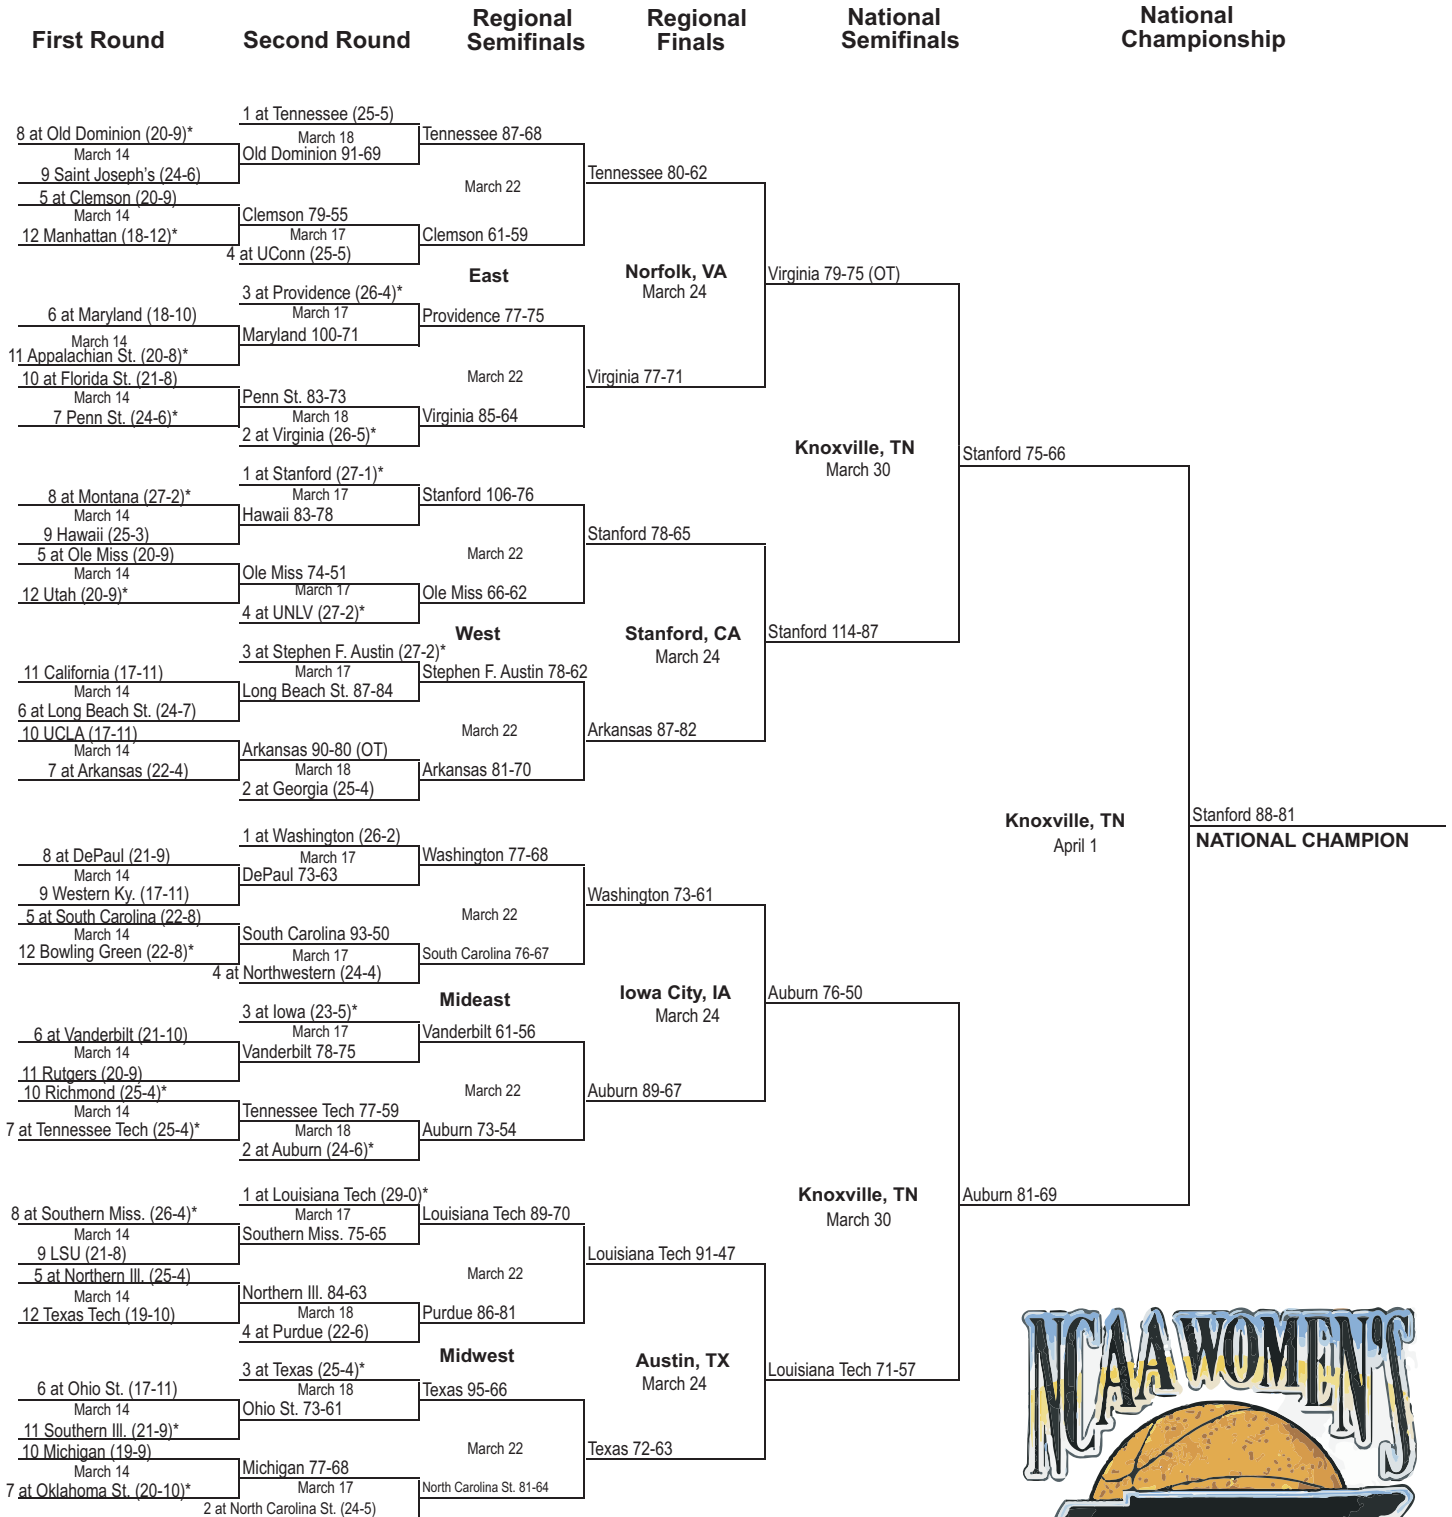 First Round
Second Round
Regional
Semifinals
Regional
Finals
National
Semifinals
National
Championship
1 at Tennessee (25-5)
8 at Old Dominion (20-9)*
March 18
Tennessee 87-68
March 14
Old Dominion 91-69
9 Saint Joseph's (24-6)
March 22
Tennessee 80-62
5 at Clemson (20-9)
March 14
Clemson 79-55
12 Manhattan (18-12)*
March 17
Clemson 61-59
4 at UConn (25-5)
East
Norfolk, VA
March 24
Virginia 79-75 (OT)
3 at Providence (26-4)*
6 at Maryland (18-10)
March 17
Providence 77-75
March 14
Maryland 100-71
11 Appalachian St. (20-8)*
10 at Florida St. (21-8)
March 22
Virginia 77-71
March 14
Penn St. 83-73
7 Penn St. (24-6)*
March 18
Virginia 85-64
2 at Virginia (26-5)*
Knoxville, TN
March 30
Stanford 75-66
1 at Stanford (27-1)*
8 at Montana (27-2)*
March 17
Stanford 106-76
March 14
Hawaii 83-78
9 Hawaii (25-3)
Stanford 78-65
5 at Ole Miss (20-9)
March 22
March 14
Ole Miss 74-51
12 Utah (20-9)*
March 17
Ole Miss 66-62
4 at UNLV (27-2)*
West
Stanford, CA
March 24
Stanford 114-87
3 at Stephen F. Austin (27-2)*
11 California (17-11)
March 17
Stephen F. Austin 78-62
March 14
Long Beach St. 87-84
6 at Long Beach St. (24-7)
10 UCLA (17-11)
March 22
Arkansas 87-82
March 14
Arkansas 90-80 (OT)
7 at Arkansas (22-4)
March 18
Arkansas 81-70
2 at Georgia (25-4)
Knoxville, TN
April 1
Stanford 88-81
NATIONAL CHAMPION
1 at Washington (26-2)
8 at DePaul (21-9)
March 17
Washington 77-68
March 14
DePaul 73-63
9 Western Ky. (17-11)
Washington 73-61
5 at South Carolina (22-8)
March 22
March 14
South Carolina 93-50
12 Bowling Green (22-8)*
March 17
South Carolina 76-67
4 at Northwestern (24-4)
Mideast
Iowa City, IA
March 24
Auburn 76-50
3 at Iowa (23-5)*
6 at Vanderbilt (21-10)
March 17
Vanderbilt 61-56
March 14
Vanderbilt 78-75
11 Rutgers (20-9)
10 Richmond (25-4)*
March 22
Auburn 89-67
March 14
Tennessee Tech 77-59
7 at Tennessee Tech (25-4)*
March 18
Auburn 73-54
2 at Auburn (24-6)*
Knoxville, TN
March 30
Auburn 81-69
1 at Louisiana Tech (29-0)*
8 at Southern Miss. (26-4)*
March 17
Louisiana Tech 89-70
March 14
Southern Miss. 75-65
9 LSU (21-8)
Louisiana Tech 91-47
5 at Northern Ill. (25-4)
March 22
March 14
Northern Ill. 84-63
12 Texas Tech (19-10)
March 18
Purdue 86-81
4 at Purdue (22-6)
Midwest
Austin, TX
March 24
Louisiana Tech 71-57
3 at Texas (25-4)*
6 at Ohio St. (17-11)
March 18
Texas 95-66
March 14
Ohio St. 73-61
11 Southern Ill. (21-9)*
10 Michigan (19-9)
March 22
Texas 72-63
March 14
Michigan 77-68
7 at Oklahoma St. (20-10)*
March 17
North Carolina St. 81-64
2 at North Carolina St. (24-5)
NCAA WOMEN'S